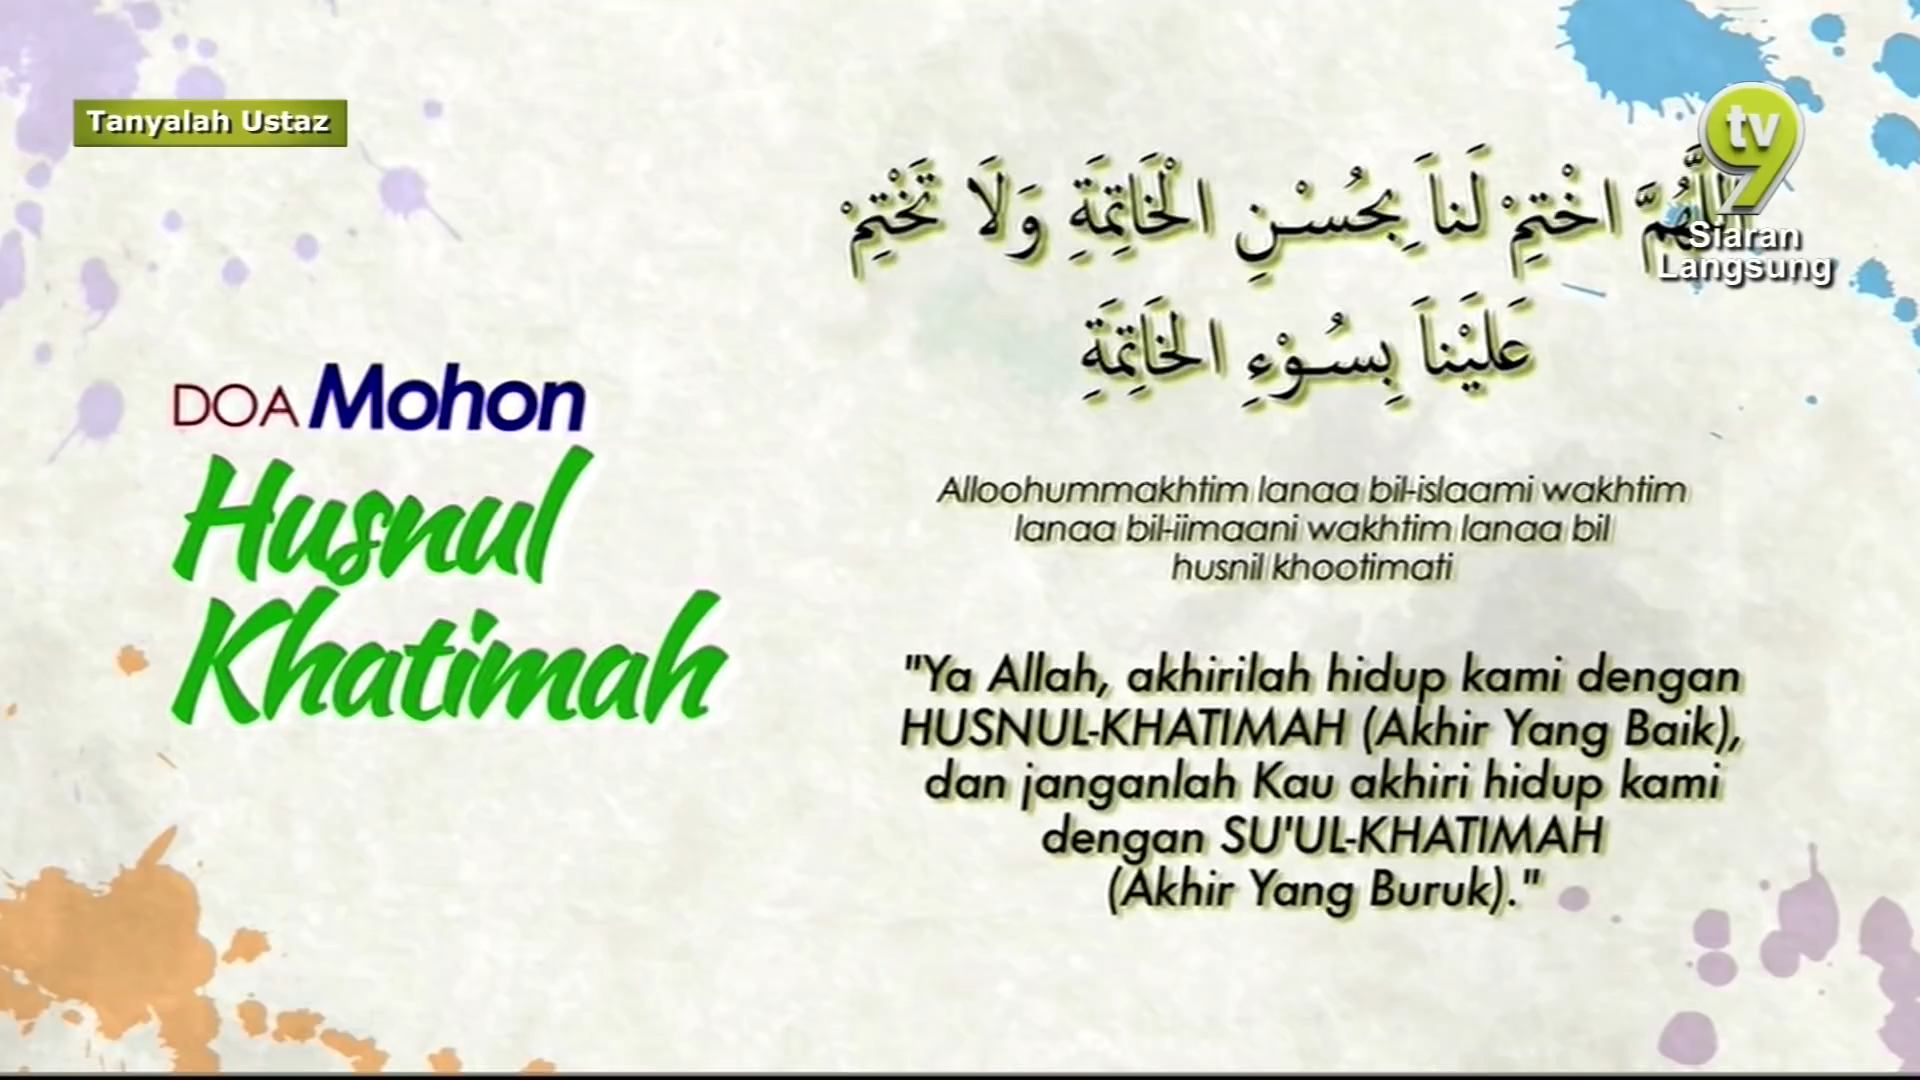 Tanyalah Ustaz
tv9
Siaran
Langsung
DOA Mohon
Husnul
Khatimah
اخْتِمْ لَنَا بِحُسْنِ الْخَاتِمَةِ وَلَا تَخْتِمْ
عَلَيْنَا بِسُوْءِ الْخَاتِمَةِ
Alloohummakhtim lanaa bil-islaami wakhtim
lanaa bil-iimaani wakhtim lanaa bil
husnil khootimati
"Ya Allah, akhirilah hidup kami dengan
HUSNUL-KHATIMAH (Akhir Yang Baik),
dan janganlah Kau akhiri hidup kami
dengan SU'UL-KHATIMAH
(Akhir Yang Buruk)."